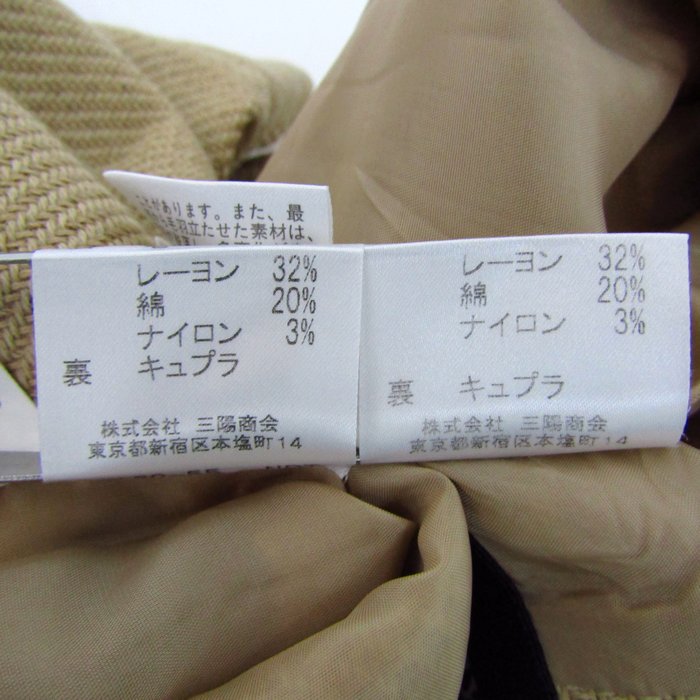 があります。また、最
毛羽立たせた素材は、
レーヨン 32%
綿 20%
ナイロン 3%
裏 キュプラ
株式会社 三陽商会
東京都新宿区本塩町14
レーヨン 32%
綿 20%
ナイロン 3%
裏 キュプラ
株式会社 三陽商会
東京都新宿区本塩町14